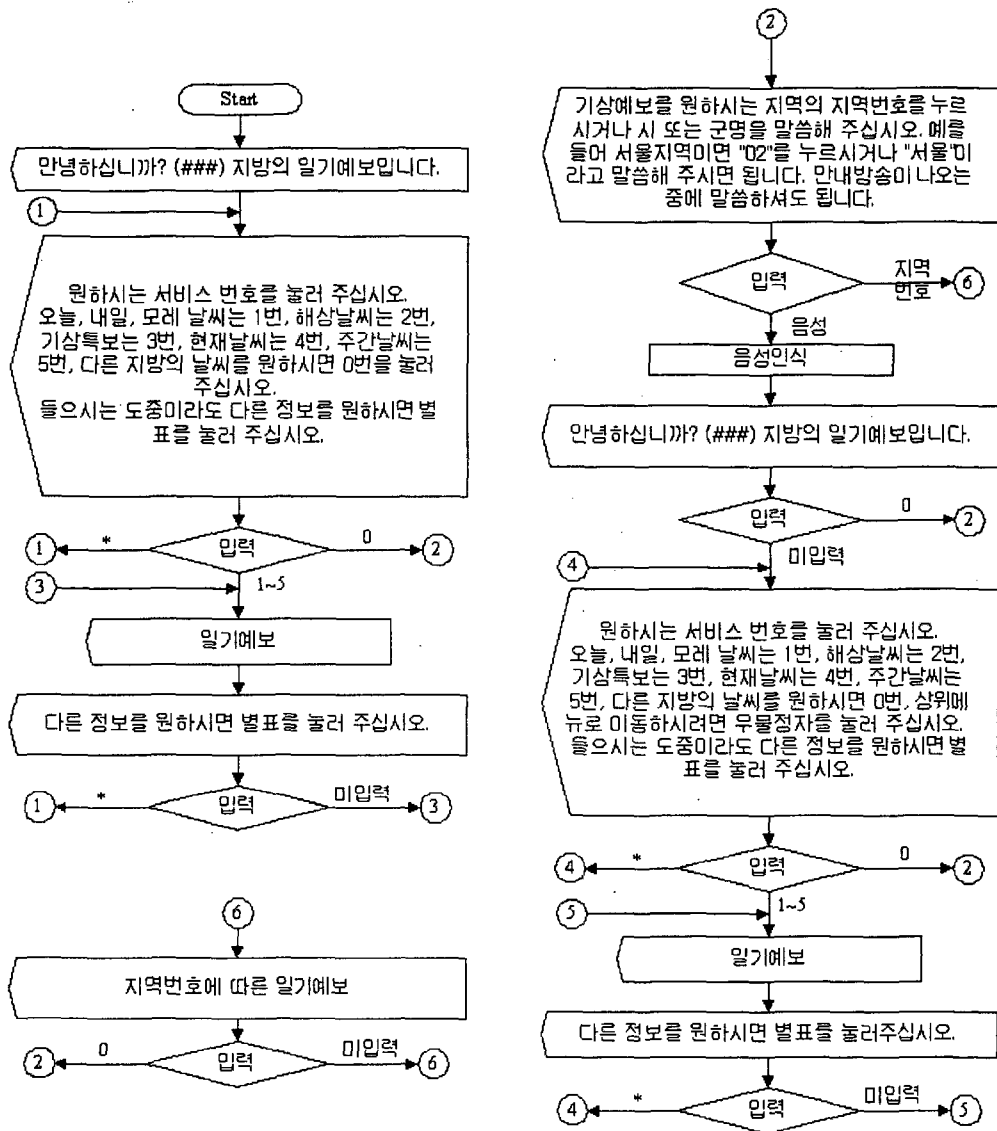 Start
안녕하십니까? (###) 지방의 일기예보입니다.
1
원하시는 서비스 번호를 눌러 주십시오.
오늘, 내일, 모레 날씨는 1번, 해상날씨는 2번,
기상특보는 3번, 현재날씨는 4번, 주간날씨는
5번, 다른 지방의 날씨를 원하시면 0번을 눌러
주십시오.
들으시는 도중이라도 다른 정보를 원하시면 별
표를 눌러 주십시오.
1
*
입력
0
2
3
1~5
일기예보
다른 정보를 원하시면 별표를 눌러 주십시오.
1
*
입력
미입력
3
6
지역번호에 따른 일기예보
2
0
입력
미입력
6
2
기상예보를 원하시는 지역의 지역번호를 누르
시거나 시 또는 군명을 말씀해 주십시오. 예를
들어 서울지역이면 "02"를 누르시거나 "서울"이
라고 말씀해 주시면 됩니다. 안내방송이 나오는
중에 말씀하셔도 됩니다.
입력
지역
번호
6
음성
음성인식
안녕하십니까? (###) 지방의 일기예보입니다.
입력
0
2
4
미입력
원하시는 서비스 번호를 눌러 주십시오.
오늘, 내일, 모레 날씨는 1번, 해상날씨는 2번,
기상특보는 3번, 현재날씨는 4번, 주간날씨는
5번, 다른 지방의 날씨를 원하시면 0번, 상위메
뉴로 이동하시려면 우물정자를 눌러 주십시오.
들으시는 도중이라도 다른 정보를 원하시면 별
표를 눌러 주십시오.
4
*
입력
0
2
5
1~5
일기예보
다른 정보를 원하시면 별표를 눌러주십시오.
4
*
입력
미입력
5